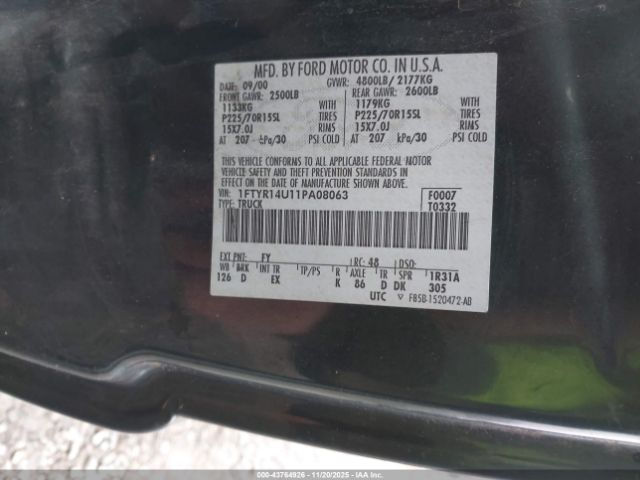 MFD. BY FORD MOTOR CO. IN U.S.A.
DATE: 09/00 GVWR: 4800LB/ 2177KG
FRONT GAWR: 2500LB REAR GAWR: 2600LB
1133KG WITH 1179KG WITH
P225/70R15SL TIRES P225/70R15SL TIRES
15X7.0J RIMS 15X7.0J RIMS
AT 207 kPa/30 PSI COLD AT 207 kPa/30 PSI COLD
THIS VEHICLE CONFORMS TO ALL APPLICABLE FEDERAL MOTOR
VEHICLE SAFETY AND THEFT PREVENTION STANDARDS IN
EFFECT ON THE DATE OF MANUFACTURE SHOWN ABOVE.
VIN: 1FTYR14U11PA08063 F0007
TYPE: TRUCK T0332
EXT PNT: FY RC: 48 DSO:
WB BRK INT TR TP/PS R AXLE TR SPR 1R31A
126 D EX K 86 D DK 305
UTC F85B-1520472-AB
000-43764926 - 11/20/2025 - IAAI.COM